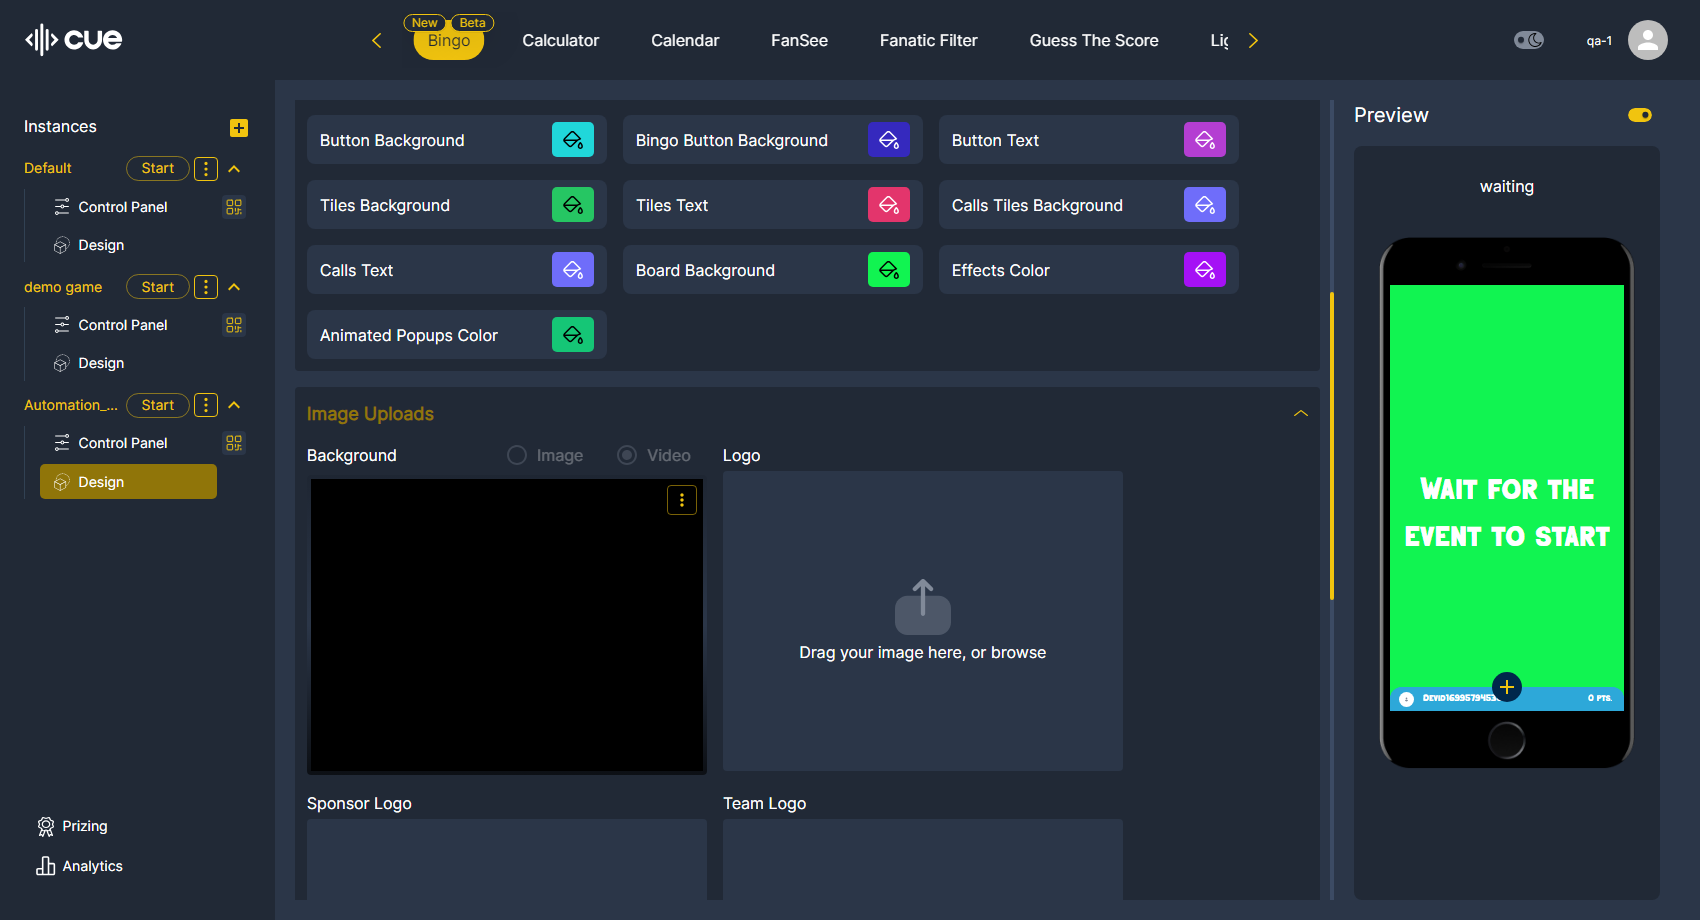 cue
New
Beta
Bingo
Calculator
Calendar
FanSee
Fanatic Filter
Guess The Score
Lig
qa-1
Instances
Default
Start
Control Panel
Design
demo game
Start
Control Panel
Design
Automation_...
Start
Control Panel
Design
Prizing
Analytics
Button Background
Bingo Button Background
Button Text
Tiles Background
Tiles Text
Calls Tiles Background
Calls Text
Board Background
Effects Color
Animated Popups Color
Image Uploads
Background
Image
Video
Logo
Drag your image here, or browse
Sponsor Logo
Team Logo
Preview
waiting
Wait for the
event to start
0 pts.